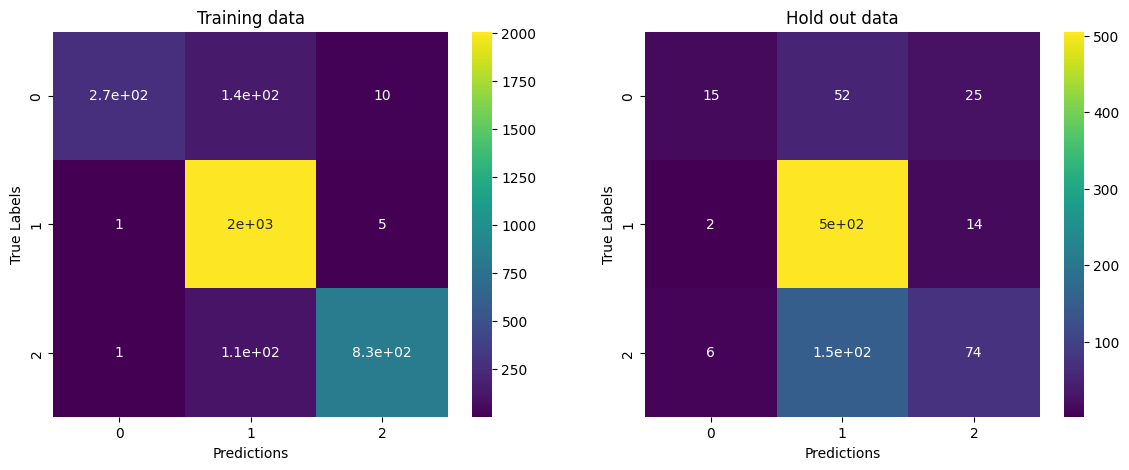 Training data
0
2.7e+02
1.4e+02
10
1
1
2e+03
5
2
1
1.1e+02
8.3e+02
True Labels
0
1
2
Predictions
2000
1750
1500
1250
1000
750
500
250
Hold out data
0
15
52
25
1
2
5e+02
14
2
6
1.5e+02
74
True Labels
0
1
2
Predictions
500
400
300
200
100